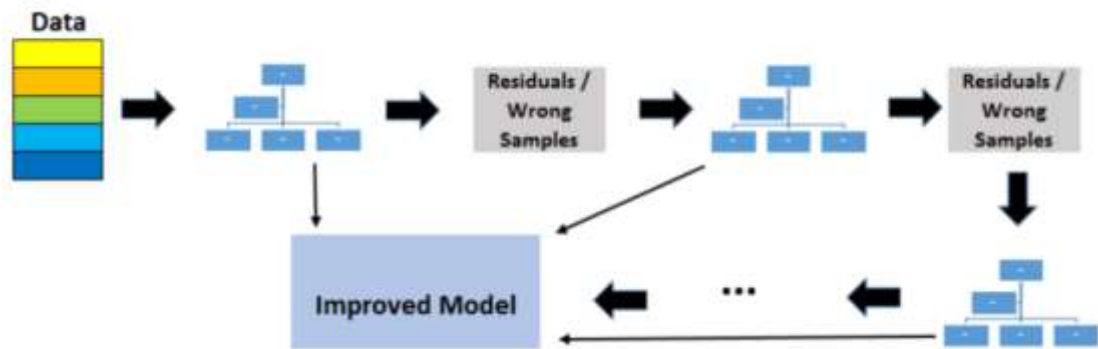 Data
Residuals /
Wrong
Samples
Residuals /
Wrong
Samples
Improved Model
...